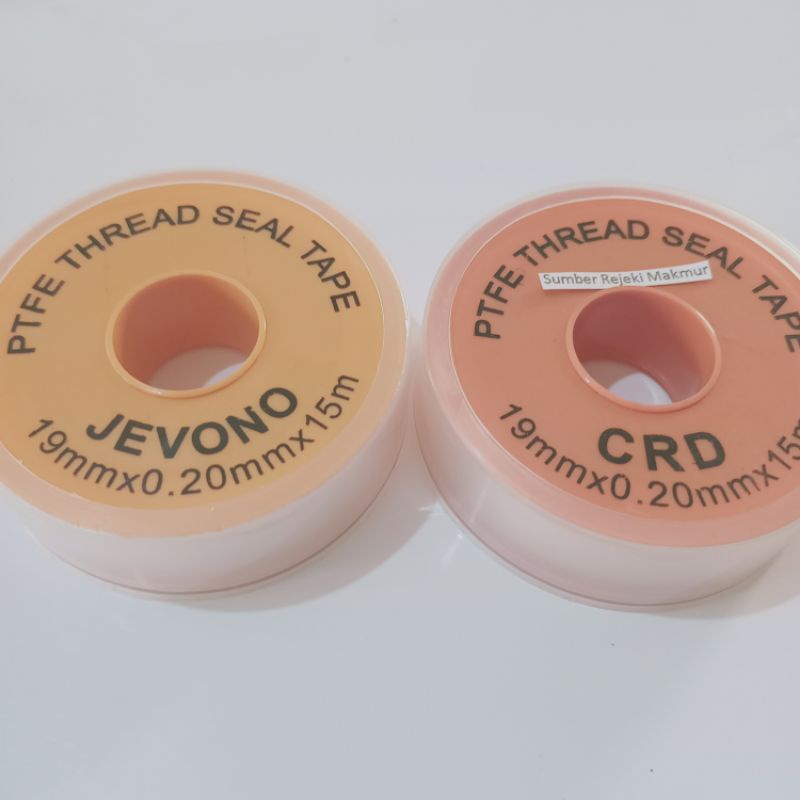 PTFE THREAD SEAL TAPE
JEVONO
19mmx0.20mmx15m
PTFE THREAD SEAL TAPE
Sumber Rejeki Makmur
CRD
19mmx0.20mmx15m